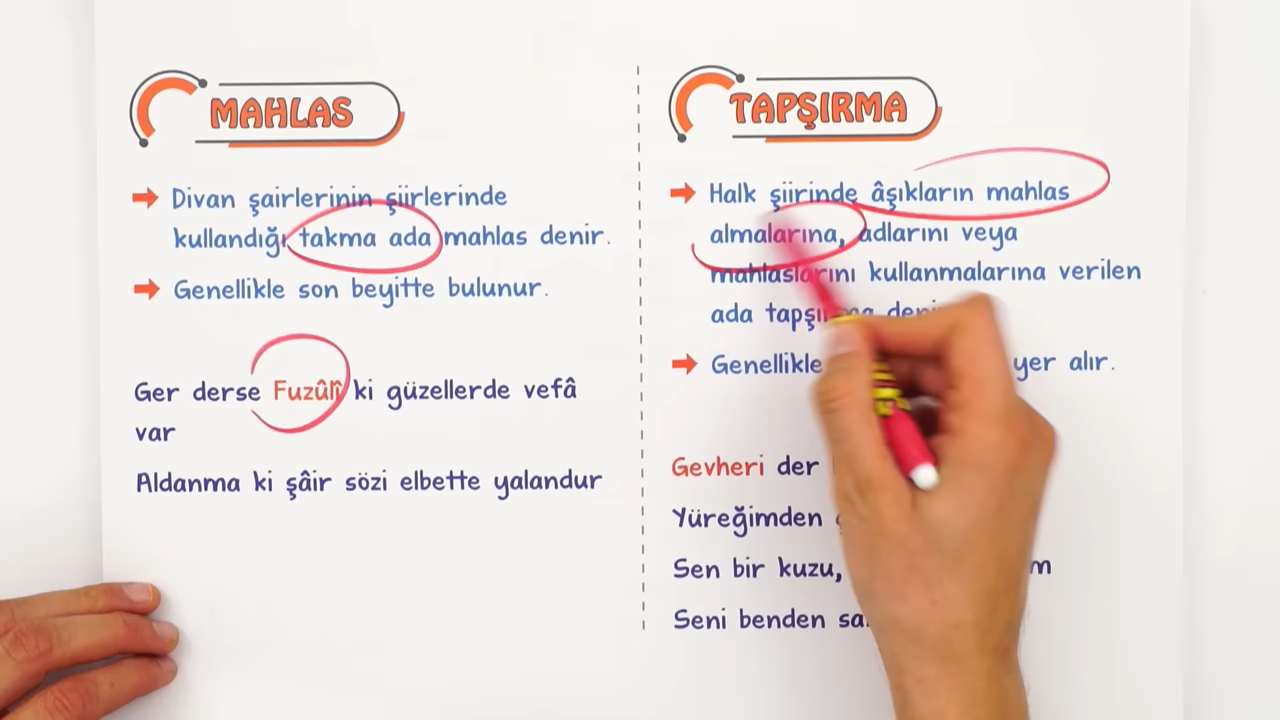 MAHLAS
Divan şairlerinin şiirlerinde
kullandığı takma ada mahlas denir.
Genellikle son beyitte bulunur.
Ger derse Fuzûlî ki güzellerde vefâ
var
Aldanma ki şâir sözi elbette yalandur
TAPŞIRMA
Halk şiirinde âşıkların mahlas
almalarına, adlarını veya
mahlaslarını kullanmalarına verilen
ada
Genellikle yer alır.
Gevheri der
Yüreğimden
Sen bir kuzu,
Seni benden